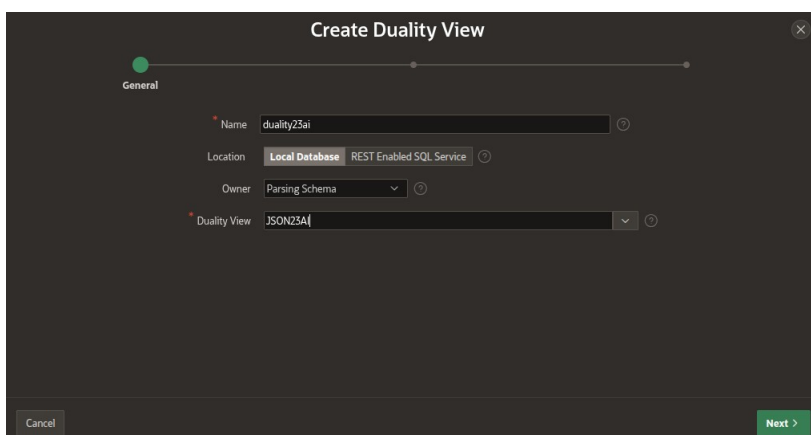 Create Duality View
General
* Name duality23ai
Location Local Database REST Enabled SQL Service
Owner Parsing Schema
* Duality View JSON23AI
Cancel Next >